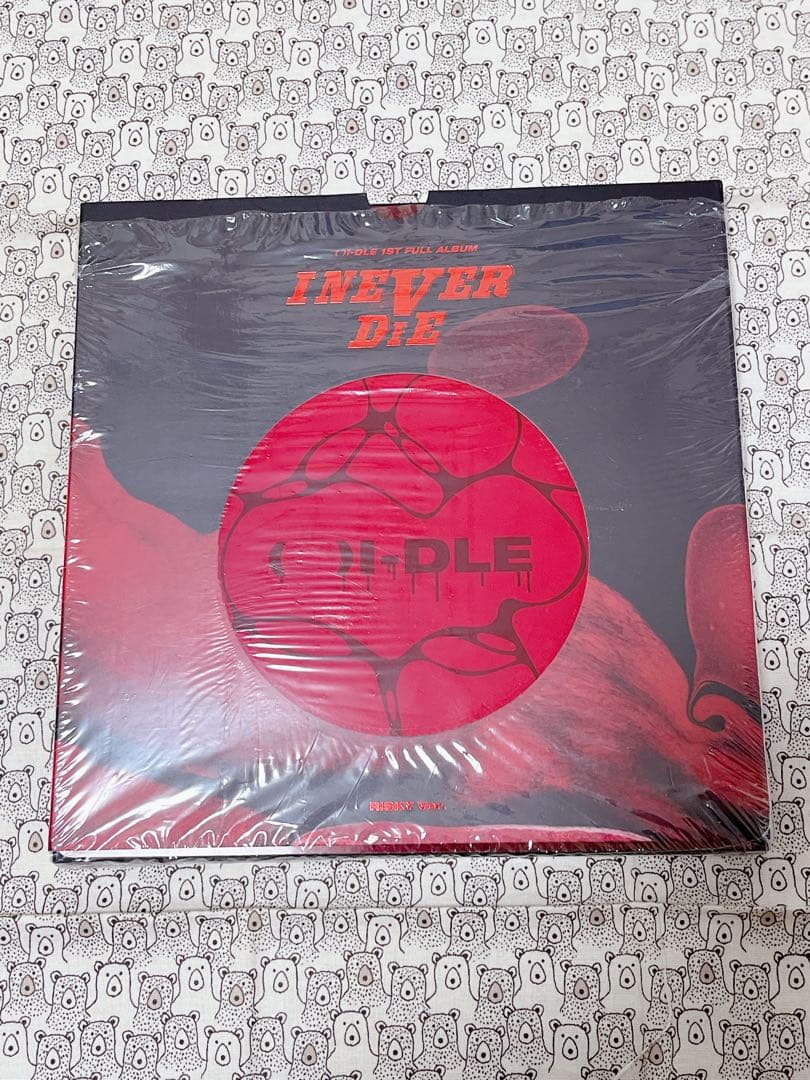 ( )I-DLE 1ST FULL ALBUM
I NEVER
DIE
( )I-DLE
RISKY Ver.